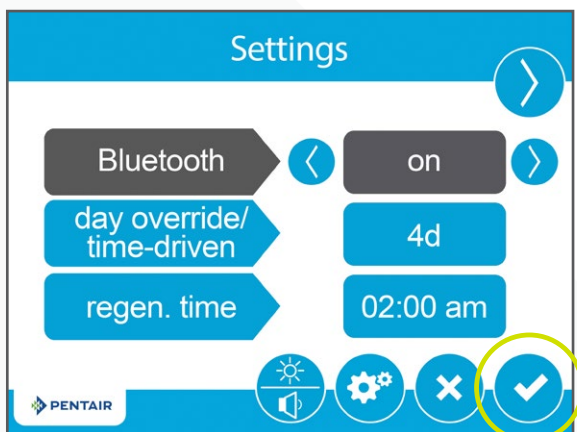 Settings
Bluetooth
on
day override/
time-driven
4d
regen. time
02:00 am
PENTAIR